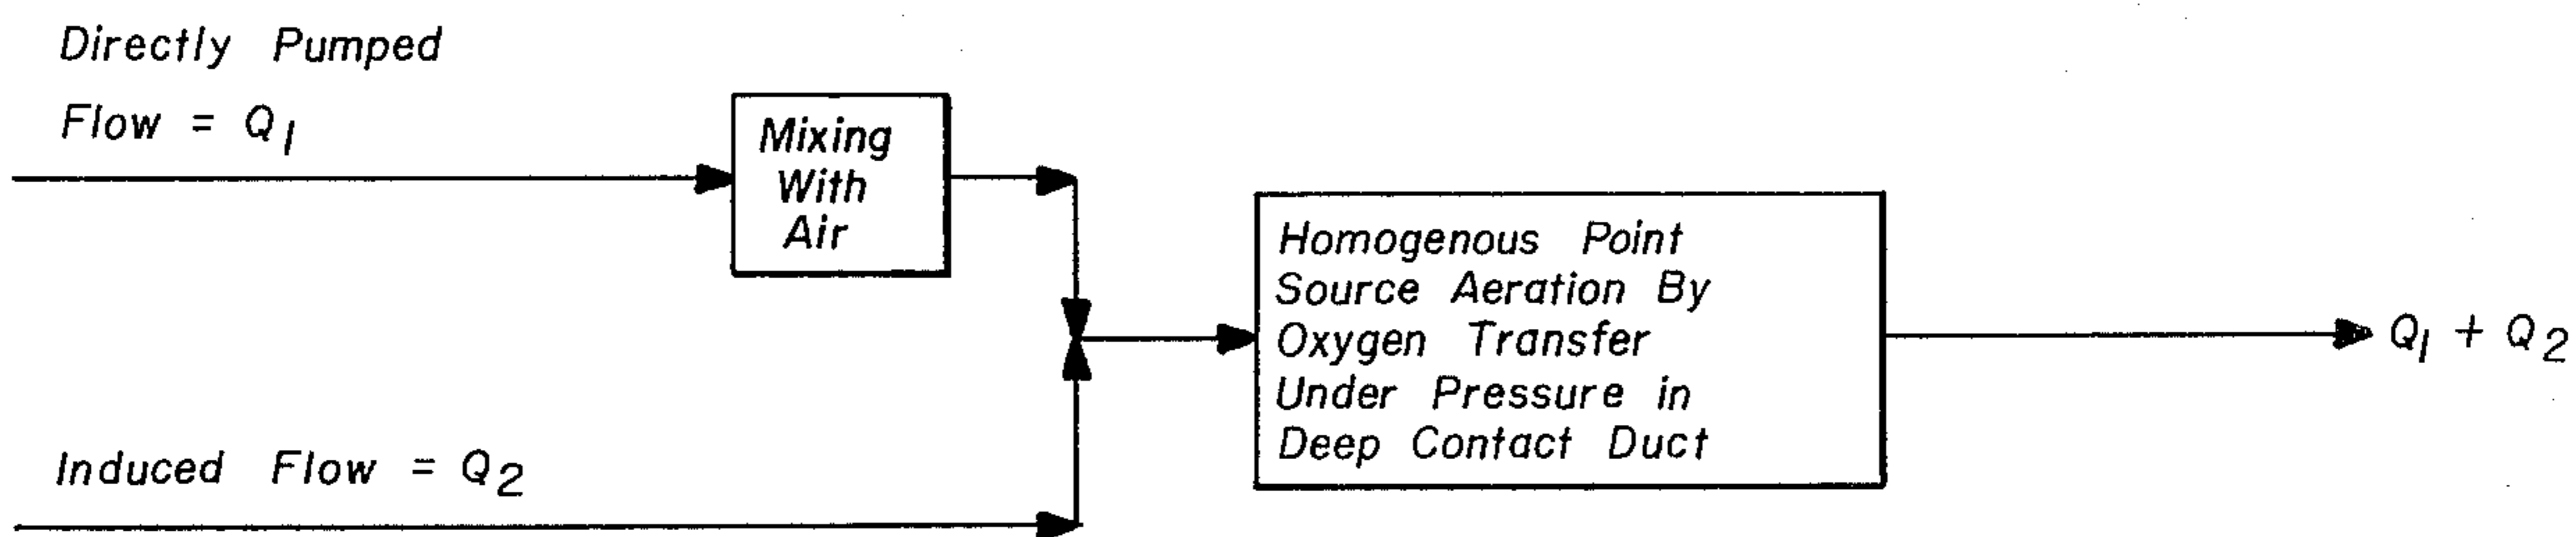 Directly Pumped
Flow = Q1
Mixing
With
Air
Homogenous Point
Source Aeration By
Oxygen Transfer
Under Pressure in
Deep Contact Duct
Q1 + Q2
Induced Flow = Q2